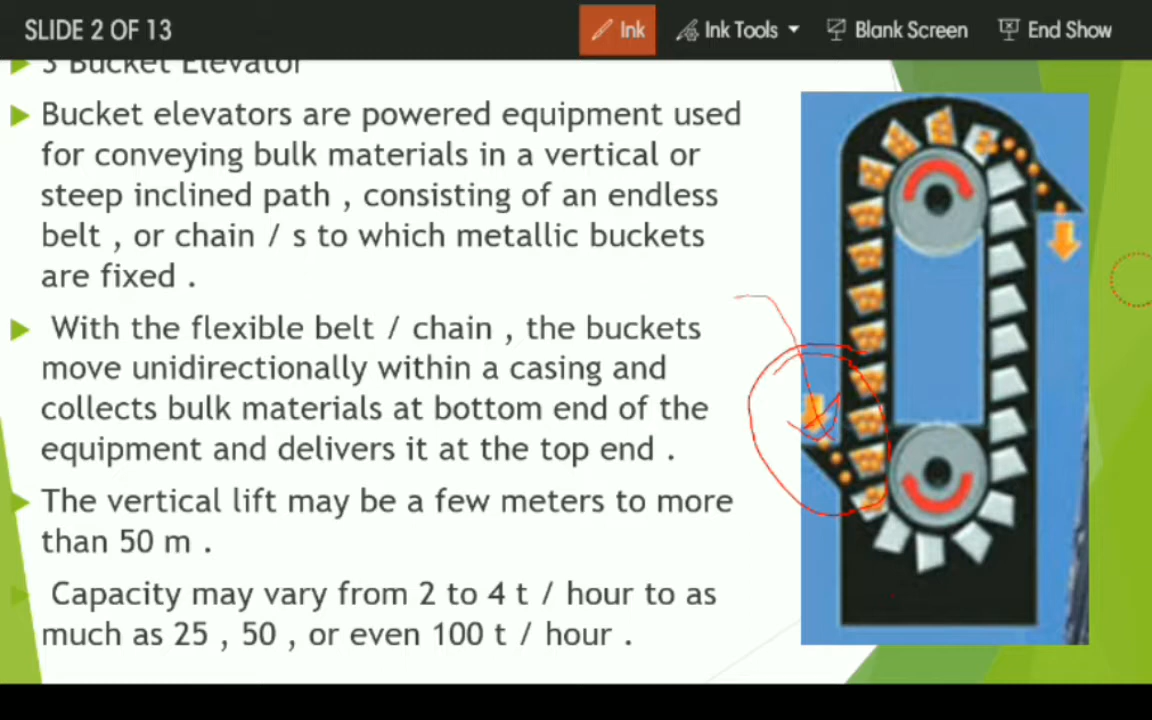 SLIDE 2 OF 13
Ink
Ink Tools
Blank Screen
End Show
3 Bucket Elevator
Bucket elevators are powered equipment used
for conveying bulk materials in a vertical or
steep inclined path , consisting of an endless
belt , or chain / s to which metallic buckets
are fixed .
With the flexible belt / chain , the buckets
move unidirectionally within a casing and
collects bulk materials at bottom end of the
equipment and delivers it at the top end .
The vertical lift may be a few meters to more
than 50 m .
Capacity may vary from 2 to 4 t / hour to as
much as 25 , 50 , or even 100 t / hour .